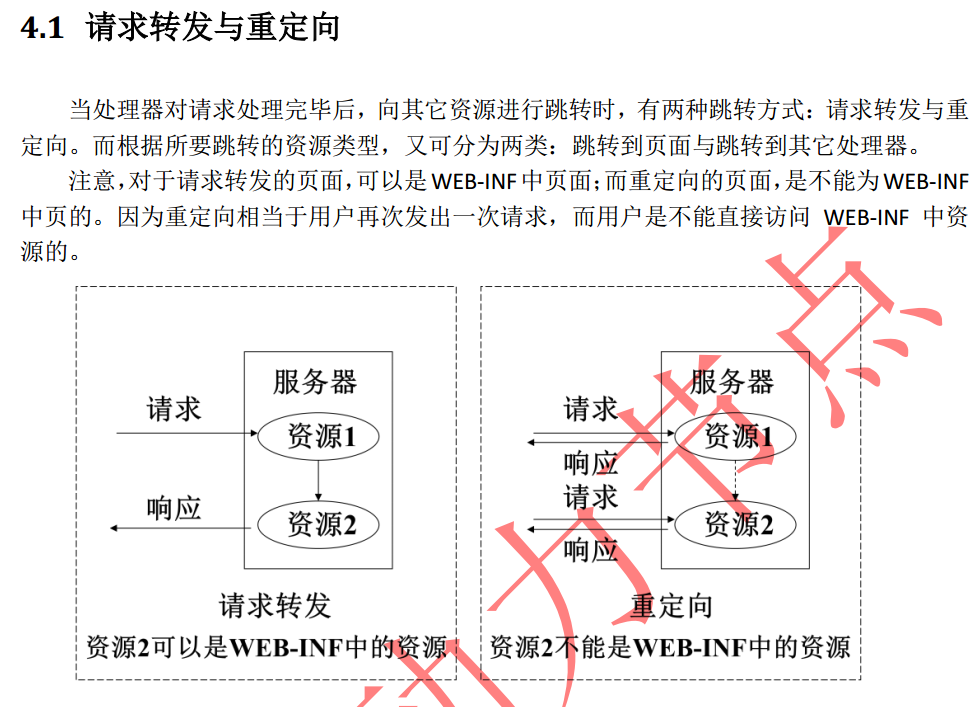 4.1 请求转发与重定向
当处理器对请求处理完毕后，向其它资源进行跳转时，有两种跳转方式：请求转发与重
定向。而根据所要跳转的资源类型，又可分为两类：跳转到页面与跳转到其它处理器。
注意，对于请求转发的页面，可以是 WEB-INF 中页面；而重定向的页面，是不能为 WEB-INF
中页的。因为重定向相当于用户再次发出一次请求，而用户是不能直接访问 WEB-INF 中资
源的。
服务器
请求
资源1
响应
资源2
请求转发
资源2可以是WEB-INF中的资源
服务器
请求
资源1
响应
请求
资源2
响应
重定向
资源2不能是WEB-INF中的资源
动力节点